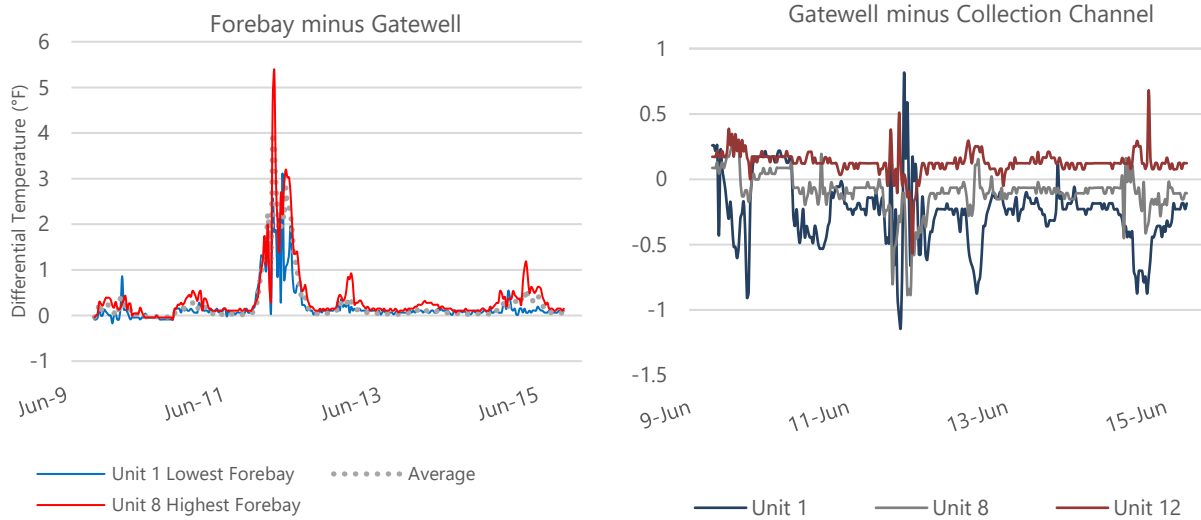 Forebay minus Gatewell
Differential Temperature (°F)
6
5
4
3
2
1
0
-1
Jun-9
Jun-11
Jun-13
Jun-15
Unit 1 Lowest Forebay
Average
Unit 8 Highest Forebay
Gatewell minus Collection Channel
1
0.5
0
-0.5
-1
-1.5
9-Jun
11-Jun
13-Jun
15-Jun
Unit 1
Unit 8
Unit 12